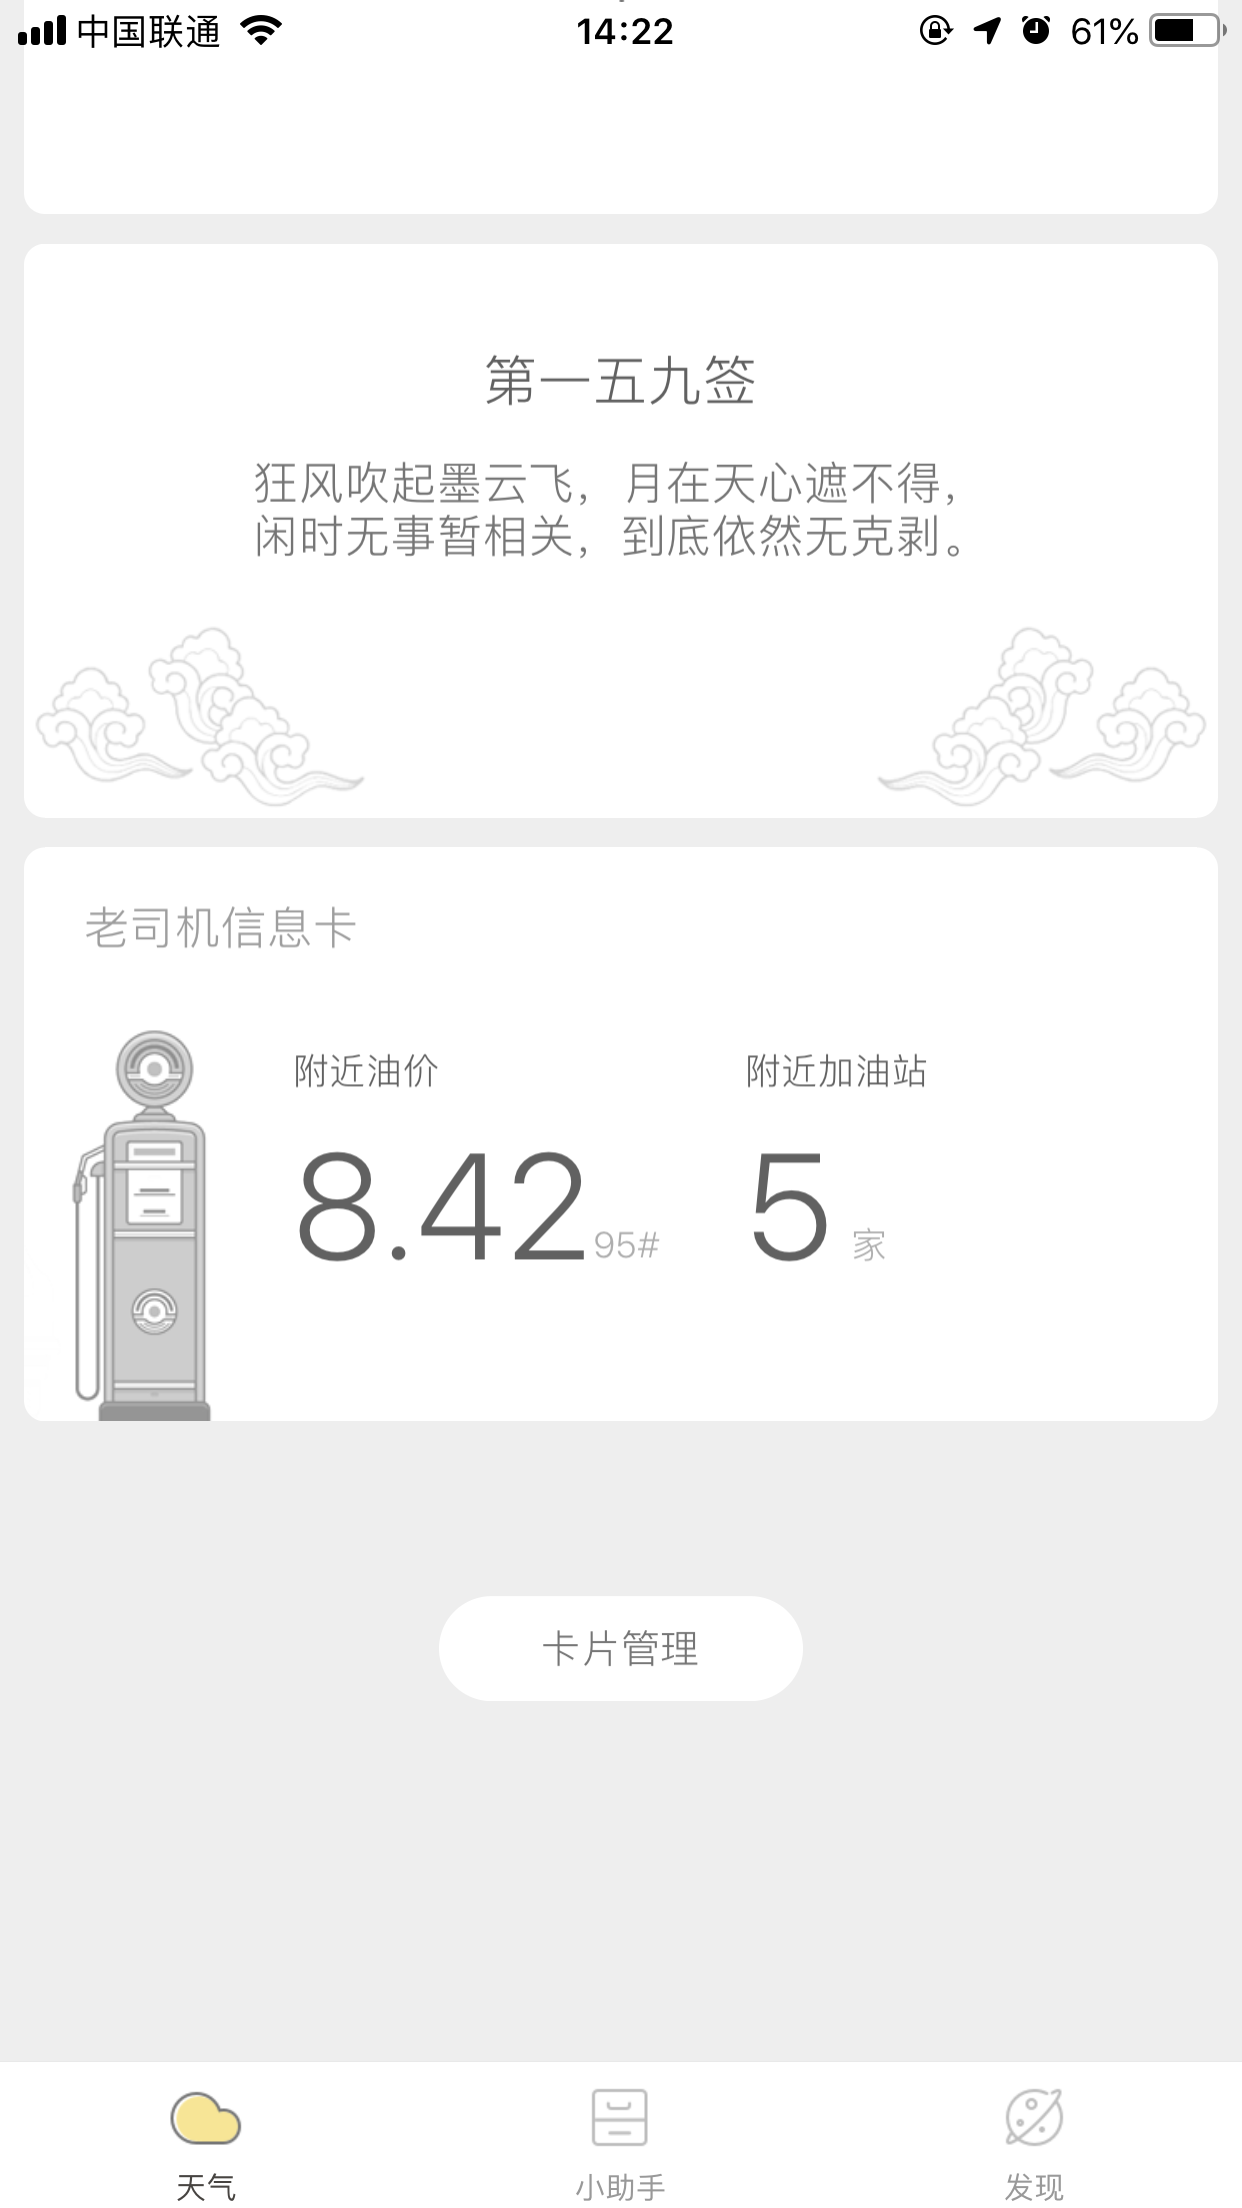 中国联通
14:22
61%
第一五九签
狂风吹起墨云飞，月在天心遮不得，
闲时无事暂相关，到底依然无克剥。
老司机信息卡
附近油价
附近加油站
8.42 95#
5 家
卡片管理
天气
小助手
发现